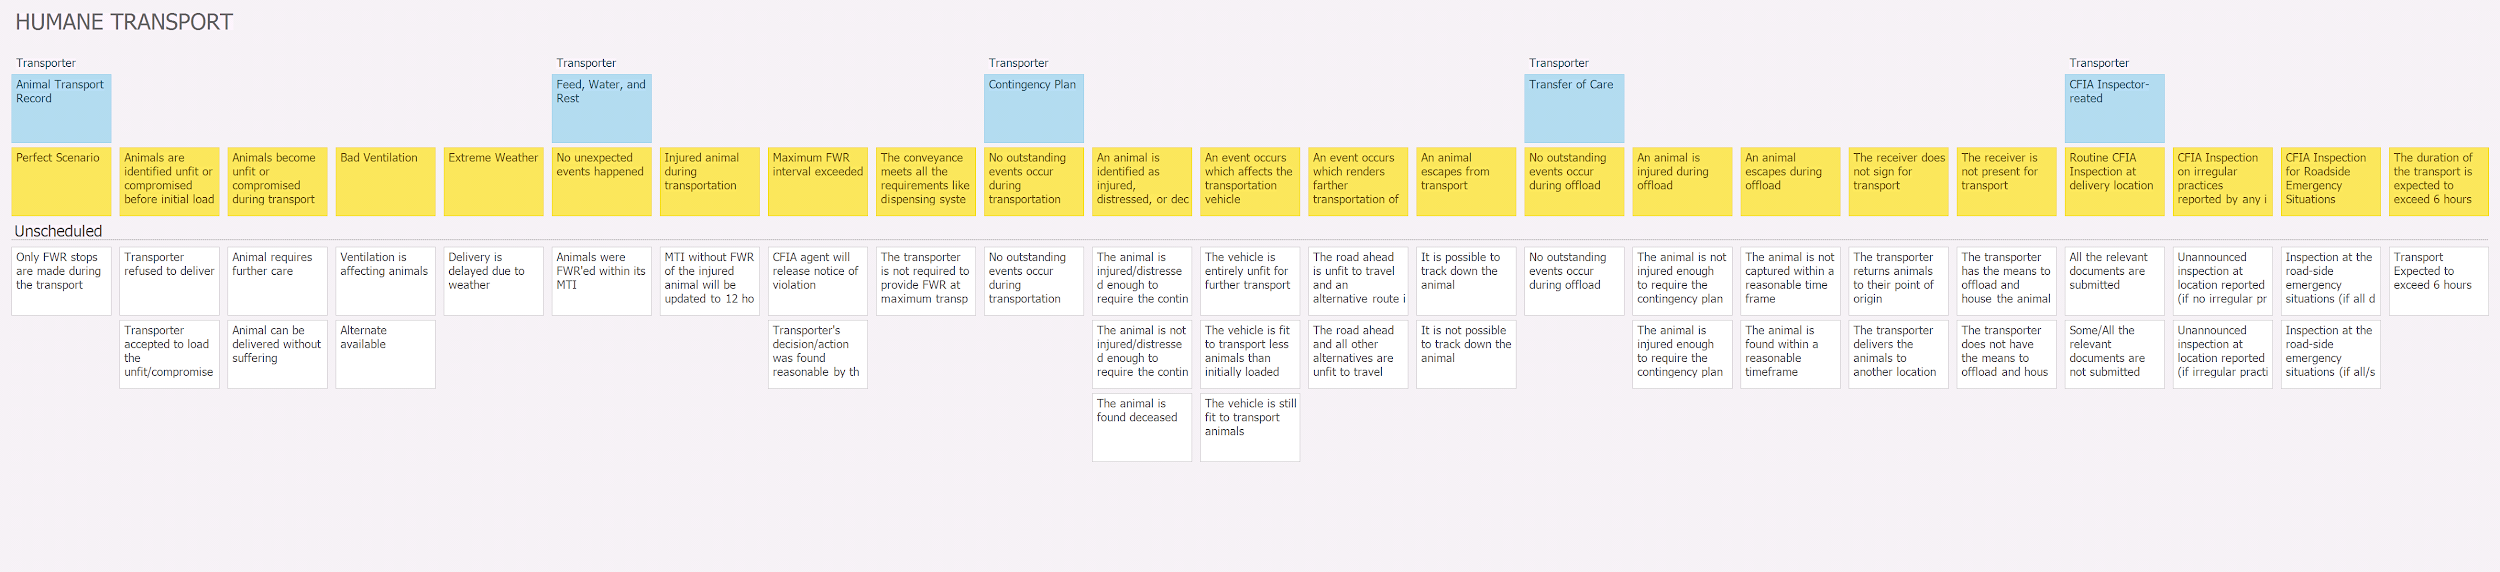 HUMANE TRANSPORT
Transporter
Transporter
Transporter
Transporter
Transporter
Animal Transport
Record
Feed, Water, and
Rest
Contingency Plan
Transfer of Care
CFIA Inspector-
reated
Perfect Scenario
Animals are
identified unfit or
compromised
before initial load
Animals become
unfit or
compromised
during transport
Bad Ventilation
Extreme Weather
No unexpected
events happened
Injured animal
during
transportation
Maximum FWR
interval exceeded
The conveyance
meets all the
requirements like
dispensing syste
No outstanding
events occur
during
transportation
An animal is
identified as
injured,
distressed, or dec
An event occurs
which affects the
transportation
vehicle
An event occurs
which renders
farther
transportation of
An animal
escapes from
transport
No outstanding
events occur
during offload
An animal is
injured during
offload
An animal
escapes during
offload
The receiver does
not sign for
transport
The receiver is
not present for
transport
Routine CFIA
Inspection at
delivery location
CFIA Inspection
on irregular
practices
reported by any i
CFIA Inspection
for Roadside
Emergency
Situations
The duration of
the transport is
expected to
exceed 6 hours
Unscheduled
Only FWR stops
are made during
the transport
Transporter
refused to deliver
Animal requires
further care
Ventilation is
affecting animals
Delivery is
delayed due to
weather
Animals were
FWR'ed within its
MTI
MTI without FWR
of the injured
animal will be
updated to 12 ho
CFIA agent will
release notice of
violation
The transporter
is not required to
provide FWR at
maximum transp
No outstanding
events occur
during
transportation
The animal is
injured/distresse
d enough to
require the contin
The vehicle is
entirely unfit for
further transport
The road ahead
is unfit to travel
and an
alternative route i
It is possible to
track down the
animal
No outstanding
events occur
during offload
The animal is not
injured enough
to require the
contingency plan
The animal is not
captured within a
reasonable time
frame
The transporter
returns animals
to their point of
origin
The transporter
has the means to
offload and
house the animal
All the relevant
documents are
submitted
Unannounced
inspection at
location reported
(if no irregular pr
Inspection at the
road-side
emergency
situations (if all d
Transport
Expected to
exceed 6 hours
Transporter
accepted to load
the
unfit/compromise
Animal can be
delivered without
suffering
Alternate
available
Transporter's
decision/action
was found
reasonable by th
The animal is not
injured/distresse
d enough to
require the contin
The vehicle is fit
to transport less
animals than
initially loaded
The road ahead
and all other
alternatives are
unfit to travel
It is not possible
to track down the
animal
The animal is
injured enough
to require the
contingency plan
The animal is
found within a
reasonable
timeframe
The transporter
delivers the
animals to
another location
The transporter
does not have
the means to
offload and hous
Some/All the
relevant
documents are
not submitted
Unannounced
inspection at
location reported
(if irregular practi
Inspection at the
road-side
emergency
situations (if all/s
The animal is
found deceased
The vehicle is still
fit to transport
animals